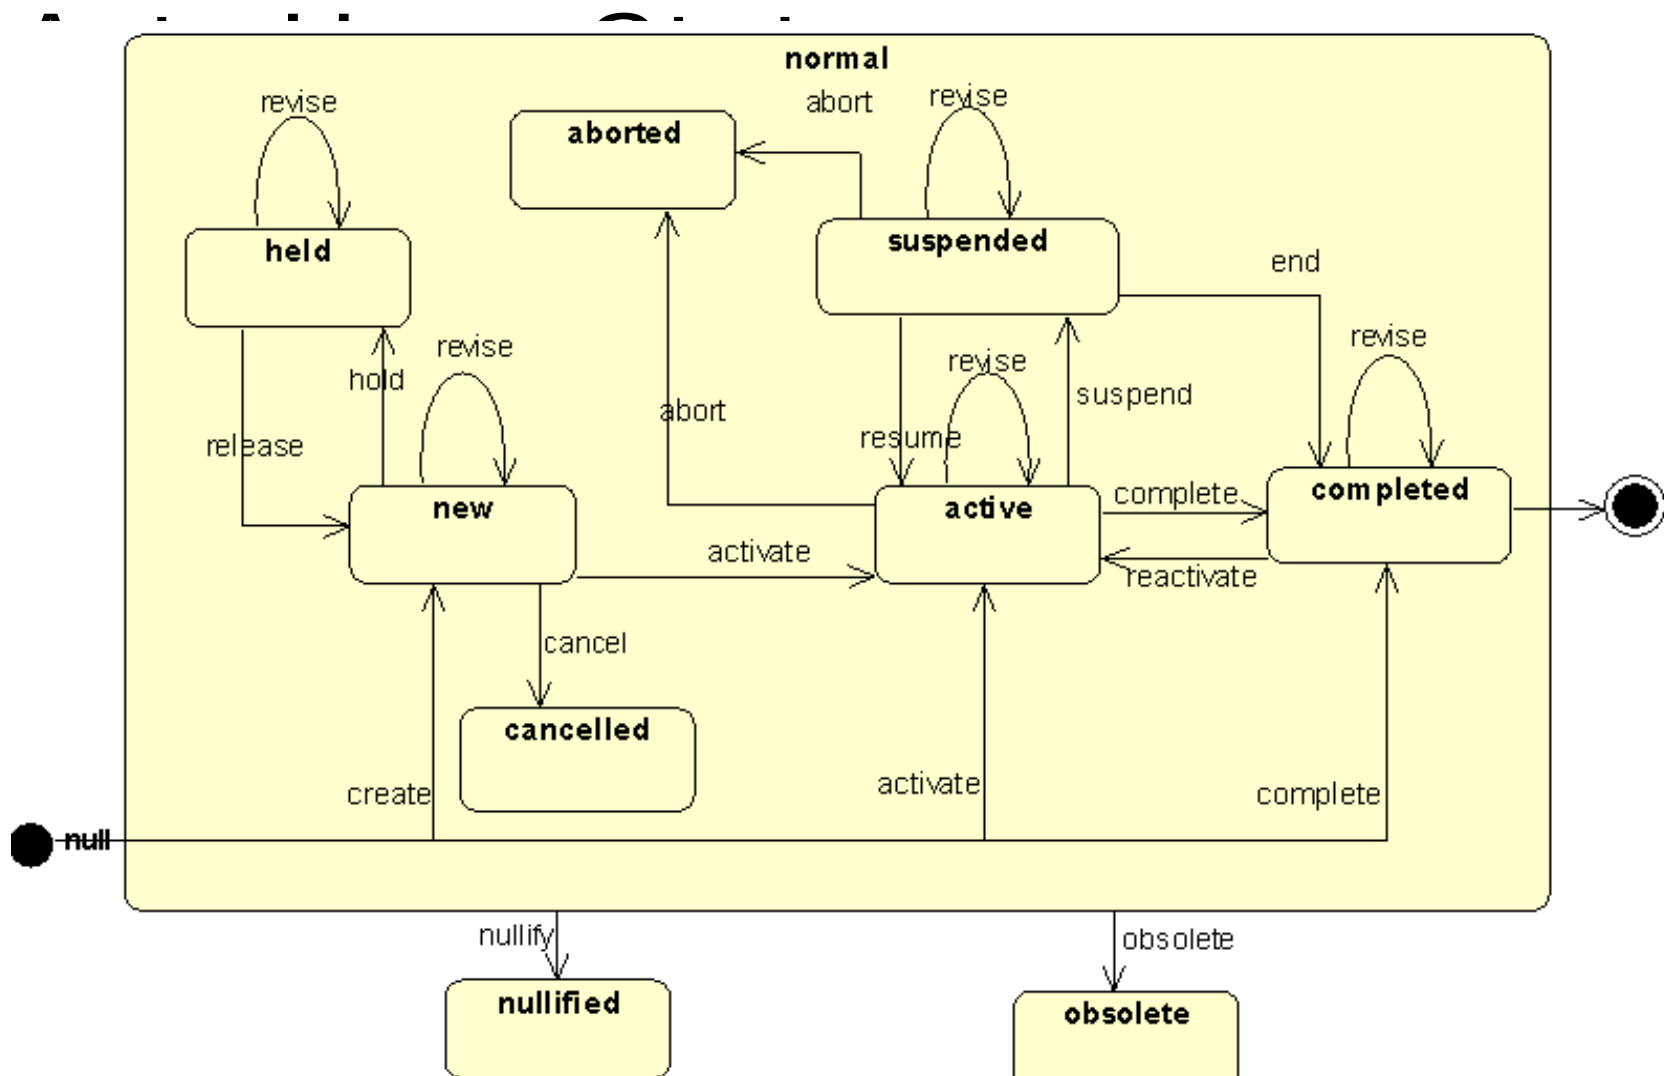 normal
revise
abort
revise
aborted
suspended
held
end
revise
revise
revise
hold
suspend
abort
release
resume
complete
completed
new
active
activate
reactivate
cancel
cancelled
create
activate
complete
null
nullify
obsolete
nullified
obsolete